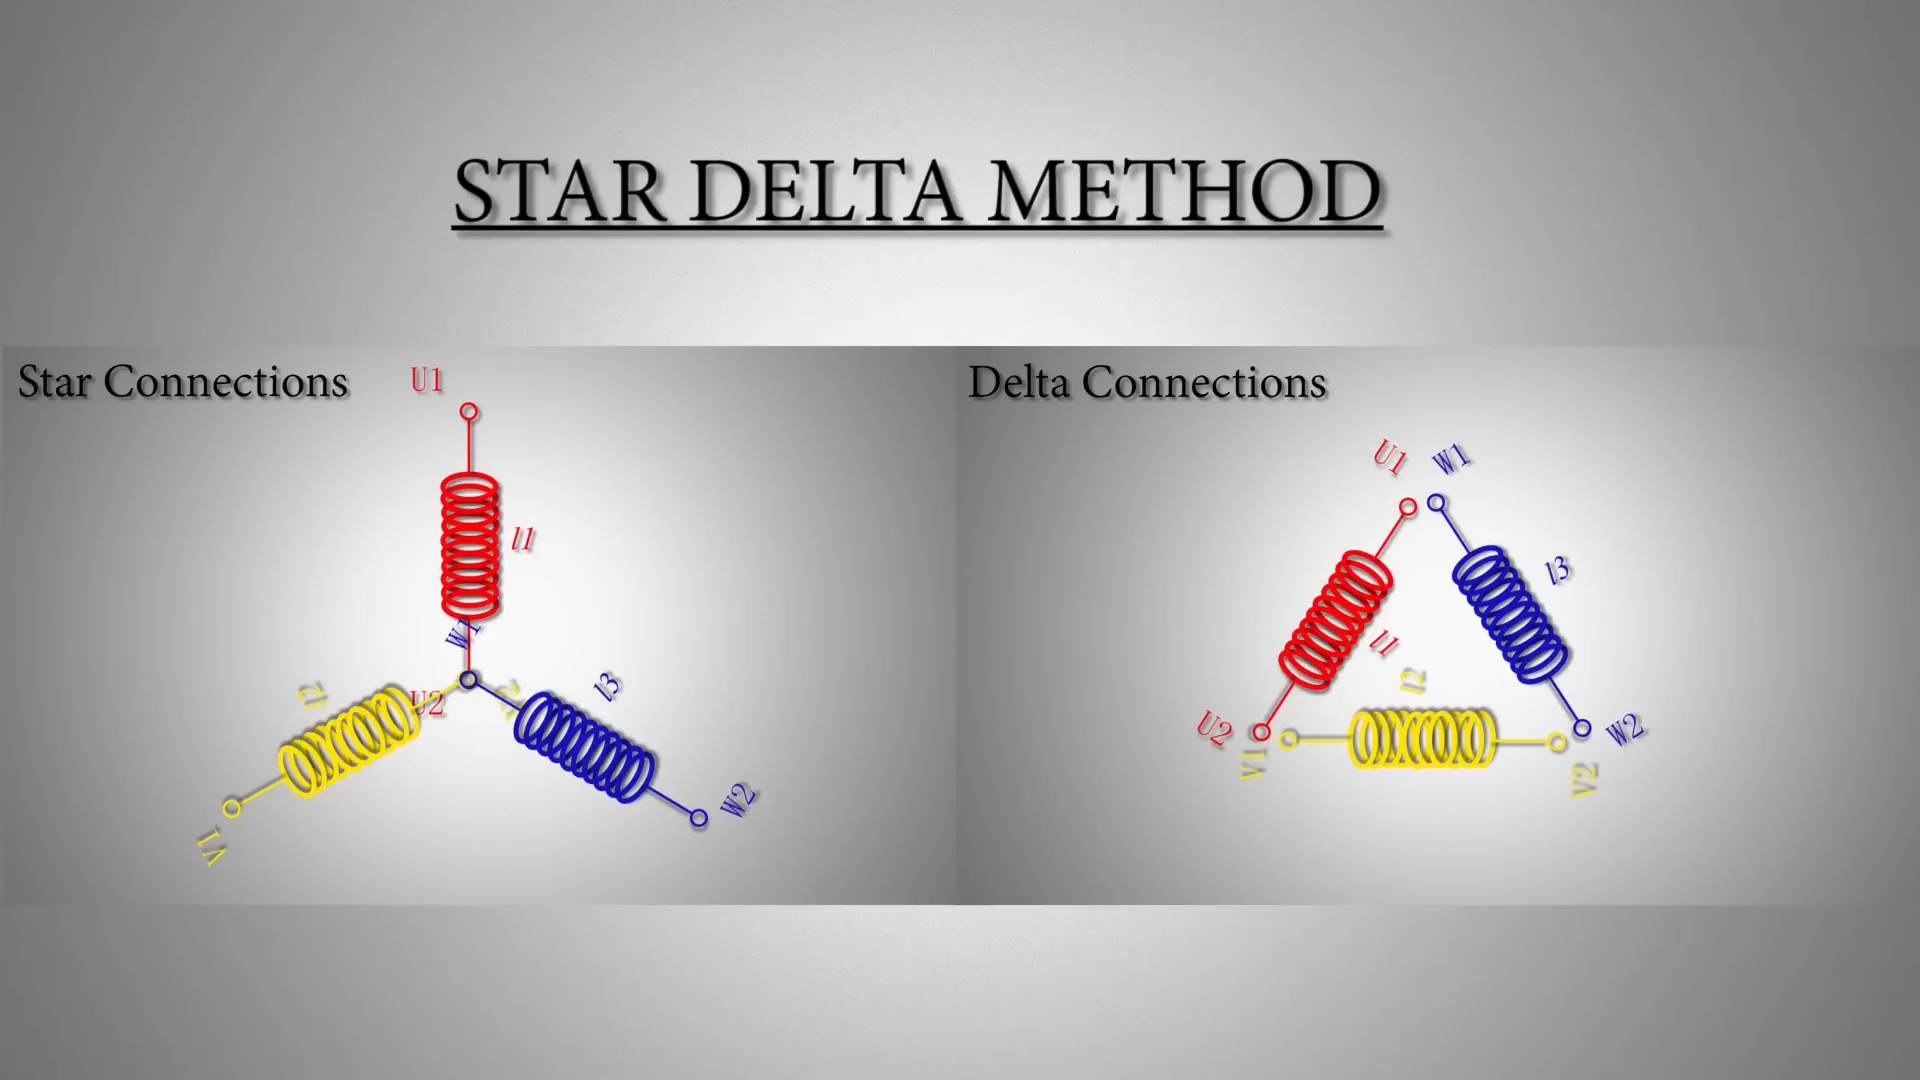 STAR DELTA METHOD
Star Connections
U1
l1
W1
U2
l2
l3
V1
W2
Delta Connections
U1
W1
l3
l1
l2
U2
W2
V1
V2